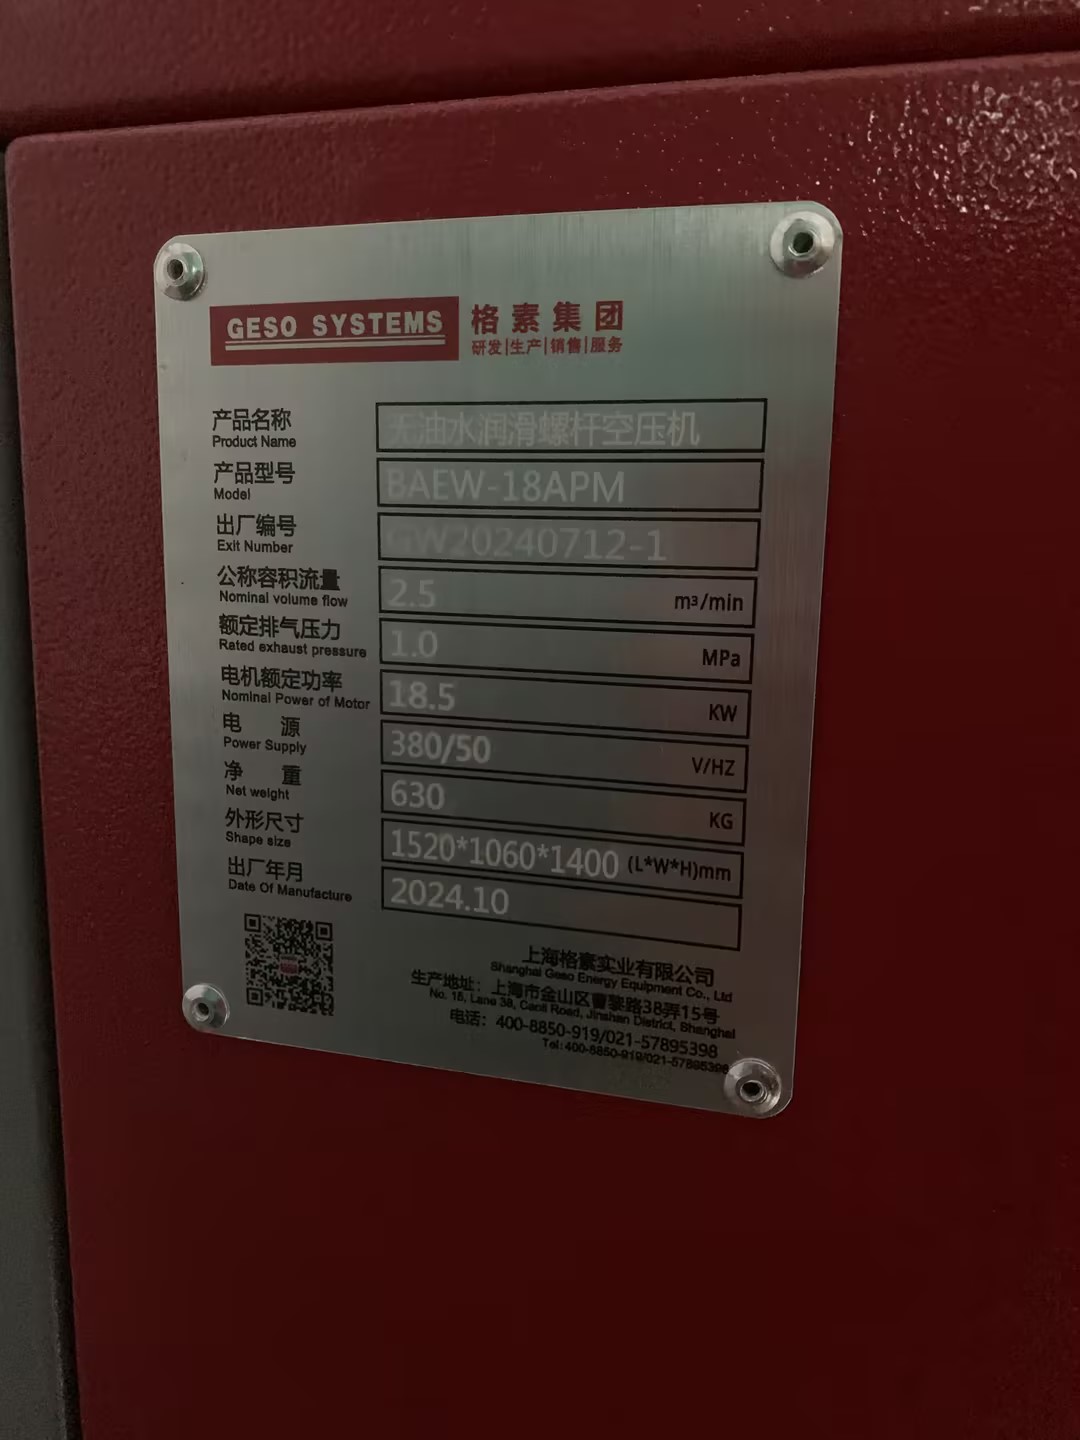 GESO SYSTEMS 格素集团
研发|生产|销售|服务
产品名称 无油水润滑螺杆空压机
Product Name
产品型号 BAEW-18APM
Model
出厂编号 GW20240712-1
Exit Number
公称容积流量 2.5 m³/min
Nominal volume flow
额定排气压力 1.0 MPa
Rated exhaust pressure
电机额定功率 18.5 KW
Nominal Power of Motor
电 源 380/50 V/HZ
Power Supply
净 重 630 KG
Net weight
外形尺寸 1520*1060*1400 (L*W*H)mm
Shape size
出厂年月 2024.10
Date Of Manufacture
上海格素实业有限公司
Shanghai Geso Energy Equipment Co., Ltd
生产地址：上海市金山区曹黎路38弄15号
No. 15, Lane 38, Caoli Road, Jinshan District, Shanghai
电话：400-8850-919/021-57895398
Tel:400-8850-919/021-57895398